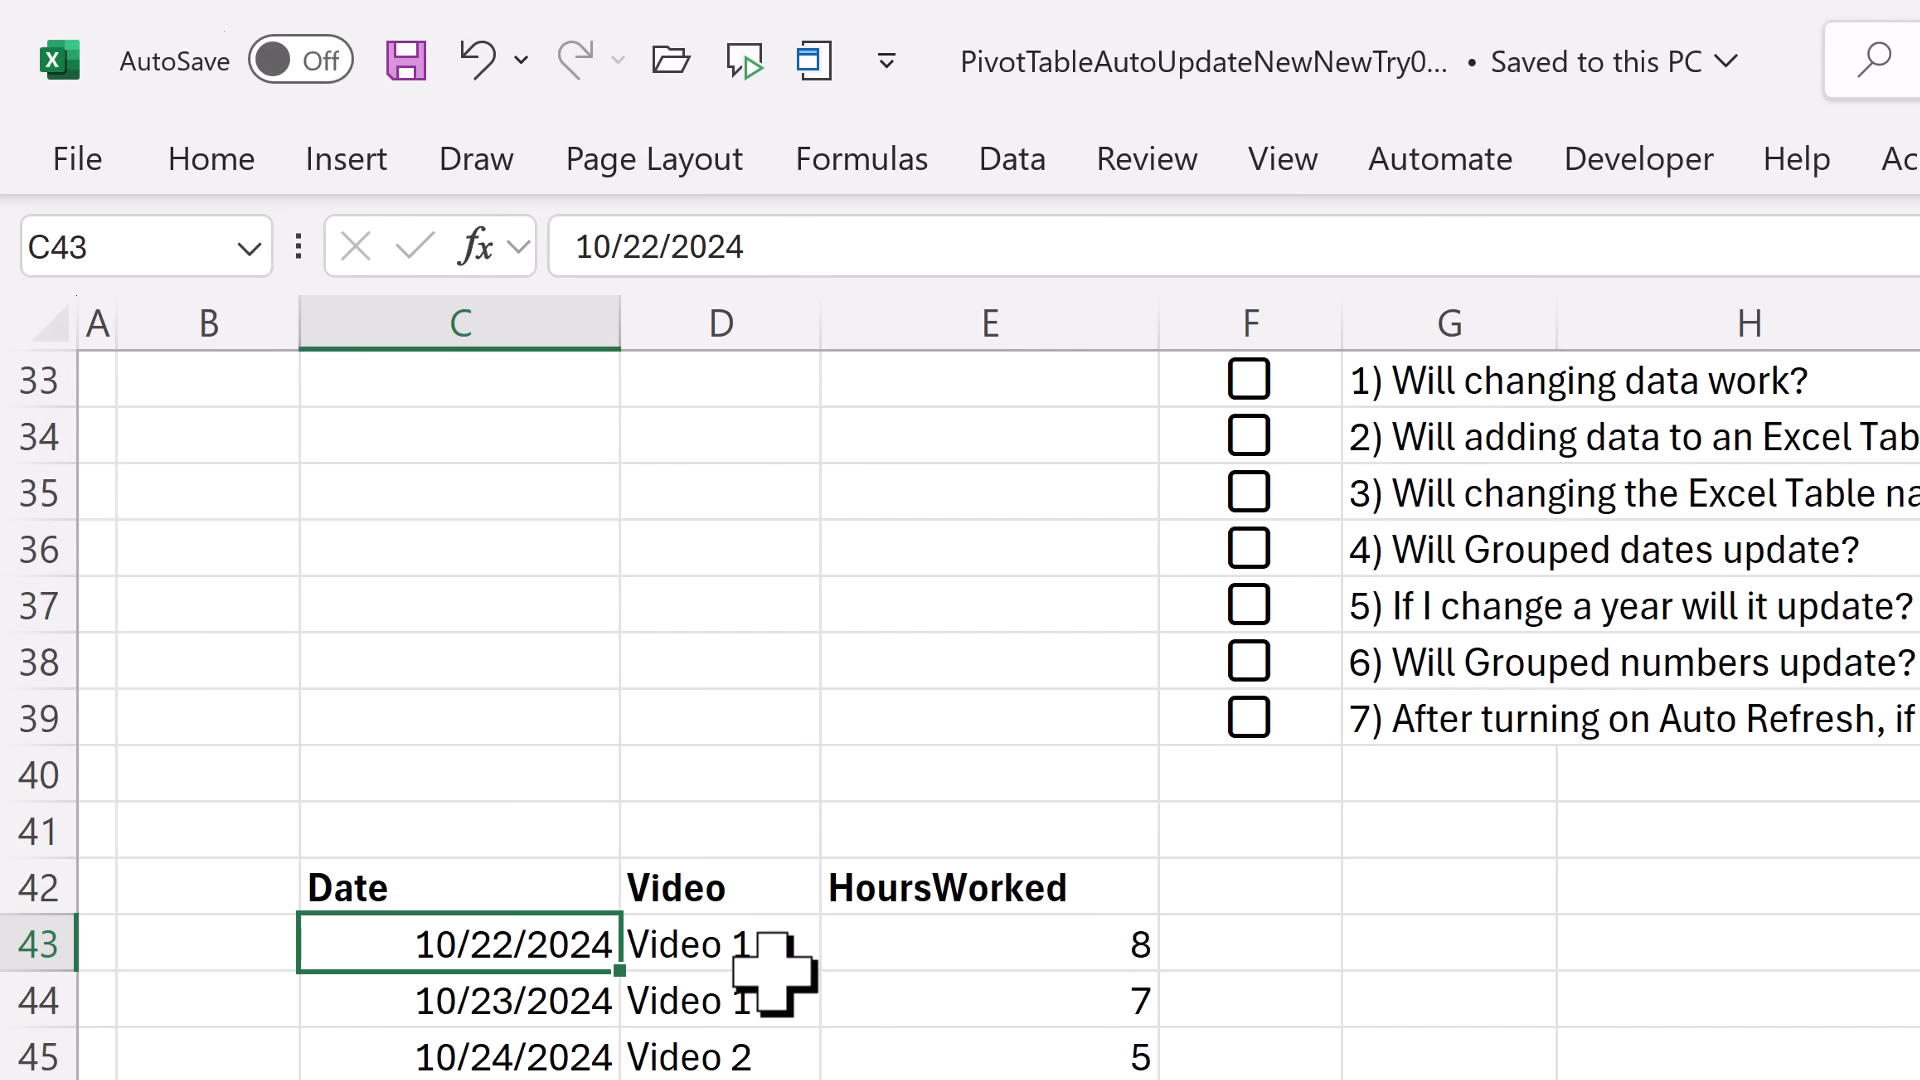 AutoSave Off PivotTableAutoUpdateNewNewTry0... • Saved to this PC
File Home Insert Draw Page Layout Formulas Data Review View Automate Developer Help Ac
C43 fx 10/22/2024
A B C D E F G H
33 1) Will changing data work?
34 2) Will adding data to an Excel Tab
35 3) Will changing the Excel Table na
36 4) Will Grouped dates update?
37 5) If I change a year will it update?
38 6) Will Grouped numbers update?
39 7) After turning on Auto Refresh, if
40
41
42 Date Video HoursWorked
43 10/22/2024 Video 1 8
44 10/23/2024 Video 1 7
45 10/24/2024 Video 2 5